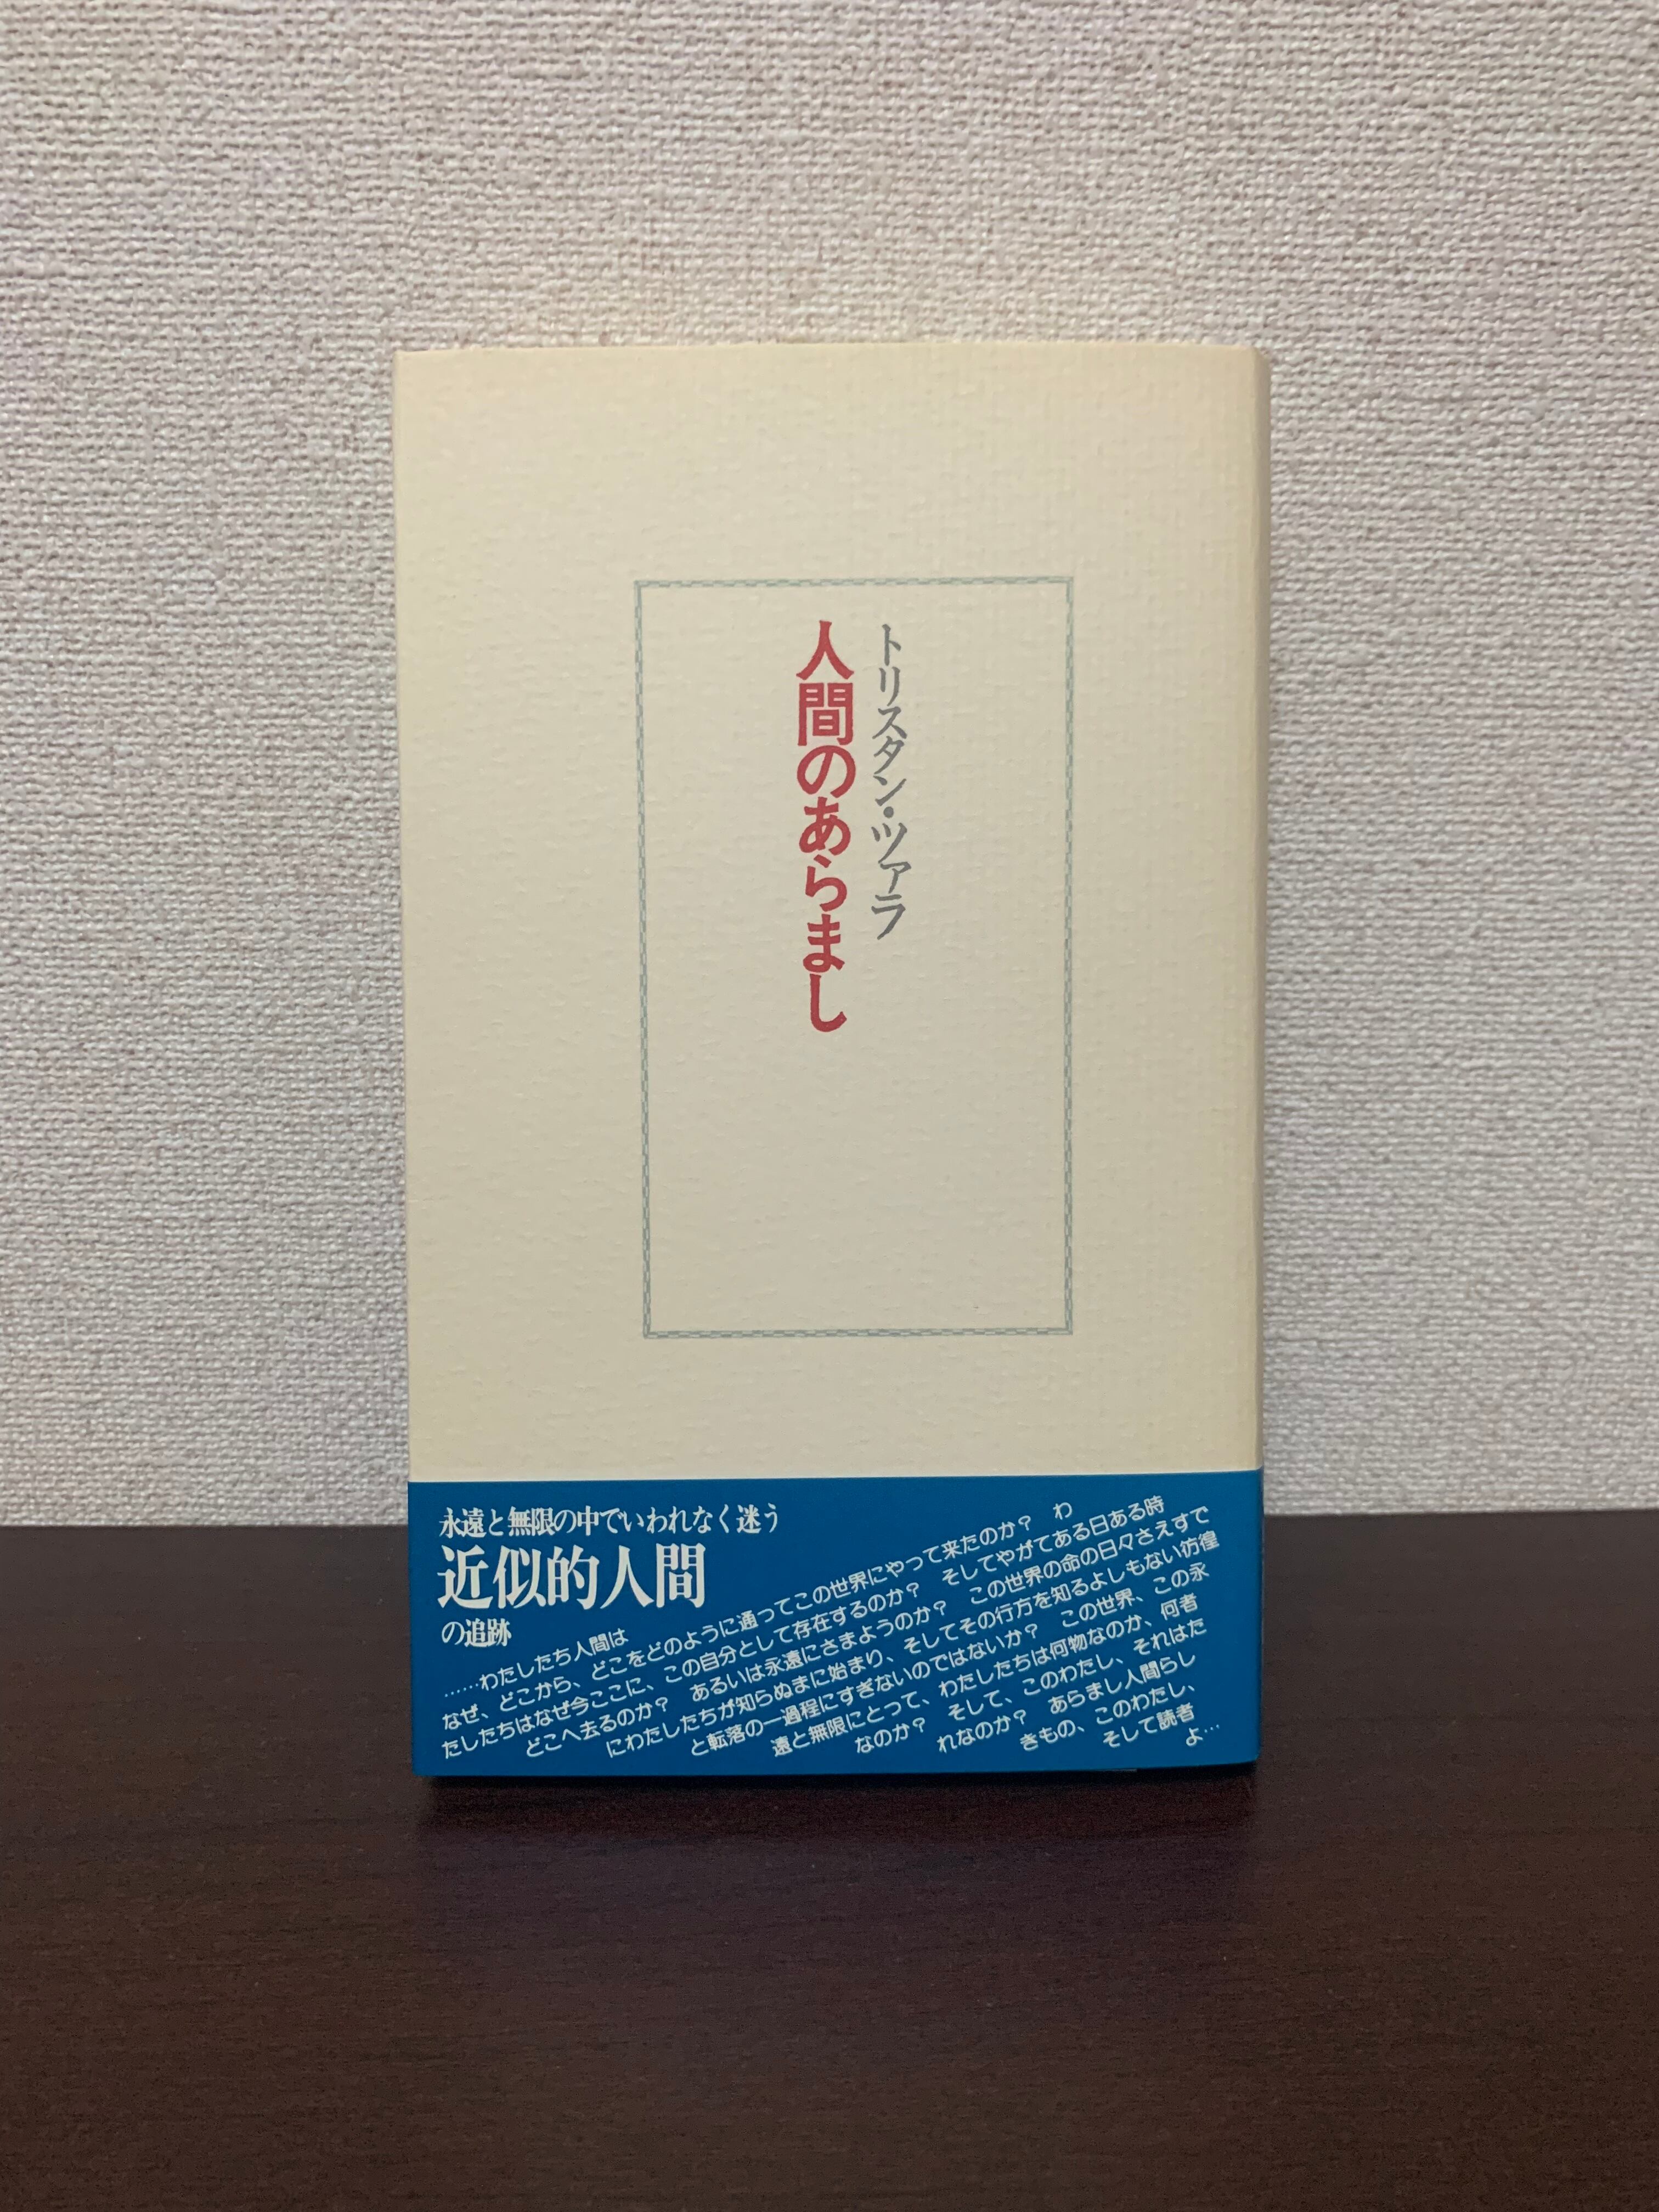 トリスタン・ツァラ
人間のあらまし
永遠と無限の中でいわれなく迷う
近似的人間
の追跡
……わたしたち人間は
なぜ、どこから、どこをどのように通ってこの世界にやって来たのか？　わ
たしたちはなぜ今ここに、この自分として存在するのか？　そしてやがてある日ある時
どこへ去るのか？　あるいは永遠にさまようのか？　この世界の命の日々さえすで
にわたしたちが知らぬまに始まり、そしてその行方を知るよしもない彷徨
と転落の一過程にすぎないのではないか？　この世界、この永
遠と無限にとって、わたしたちは何物なのか、何者
なのか？　そして、このわたし、それはた
れなのか？　あらまし人間らし
きもの、このわたし、
そして読者
よ…